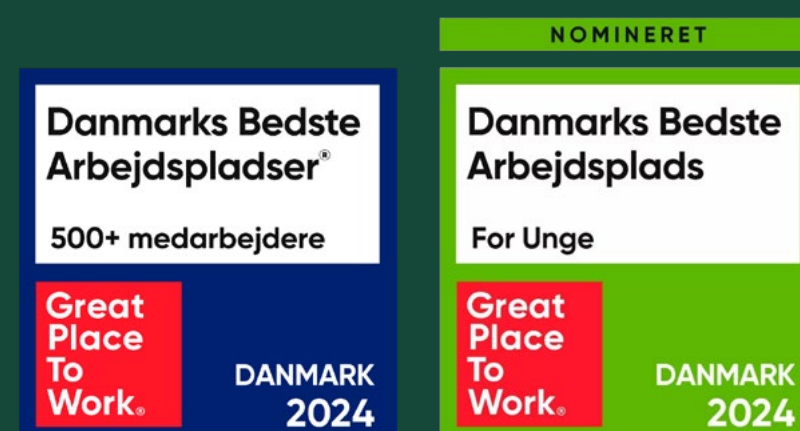 Danmarks Bedste
Arbejdspladser®
500+ medarbejdere
Great
Place
To
Work®
DANMARK
2024
NOMINERET
Danmarks Bedste
Arbejdsplads
For Unge
Great
Place
To
Work®
DANMARK
2024